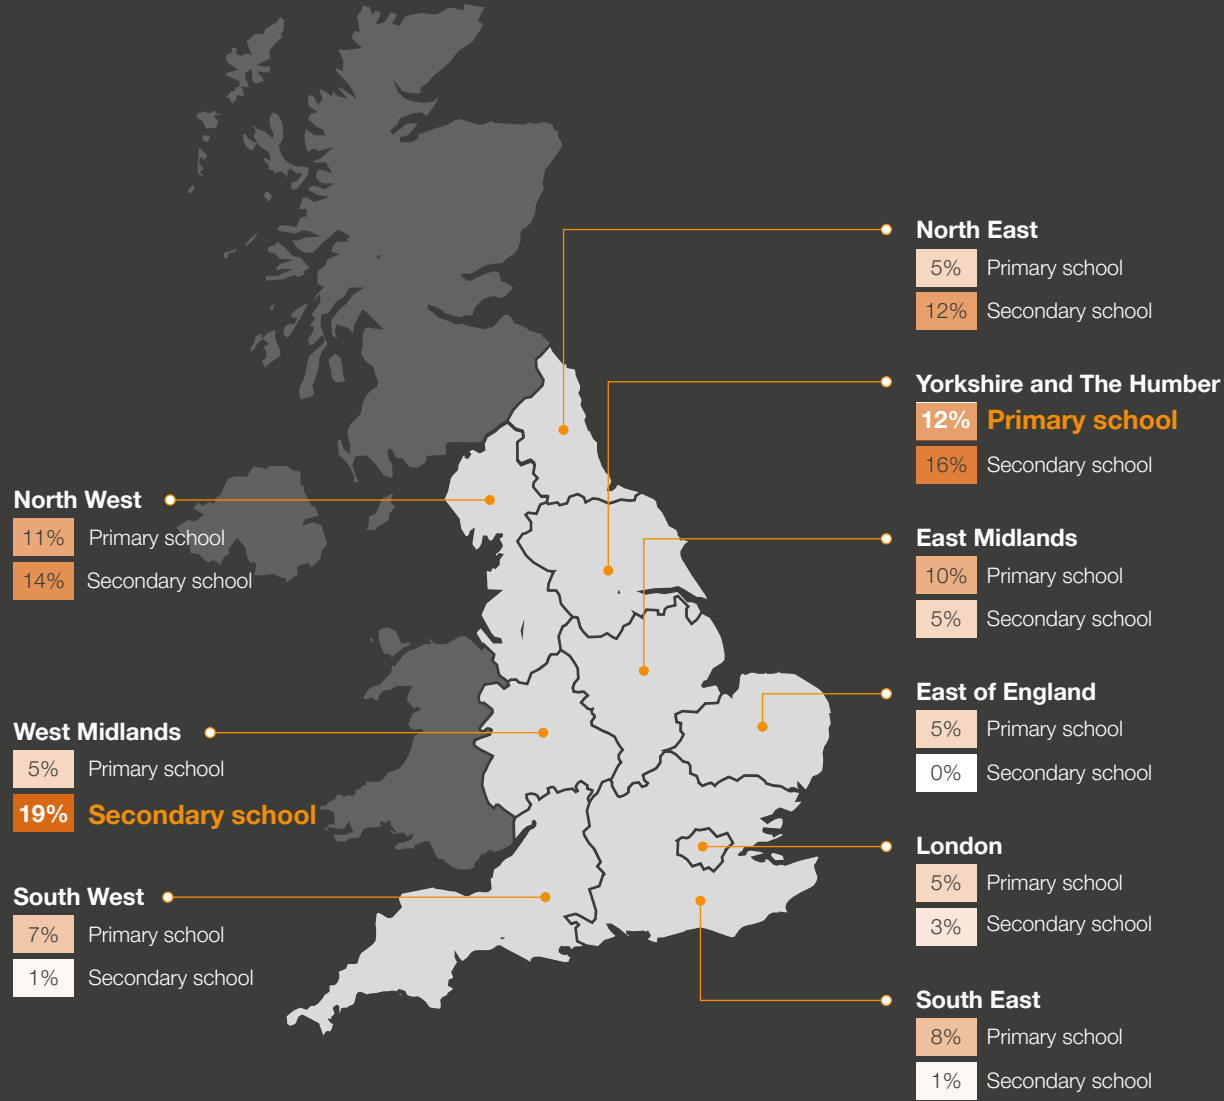 North East
5% Primary school
12% Secondary school
Yorkshire and The Humber
12% Primary school
16% Secondary school
North West
11% Primary school
14% Secondary school
East Midlands
10% Primary school
5% Secondary school
East of England
5% Primary school
0% Secondary school
West Midlands
5% Primary school
19% Secondary school
London
5% Primary school
3% Secondary school
South West
7% Primary school
1% Secondary school
South East
8% Primary school
1% Secondary school